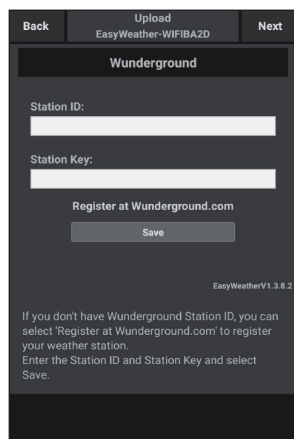 Back
Upload
EasyWeather-WIFIBA2D
Next
Wunderground
Station ID:
Station Key:
Register at Wunderground.com
Save
EasyWeatherV1.3.8.2
If you don't have Wunderground Station ID, you can
select 'Register at Wunderground.com' to register
your weather station.
Enter the Station ID and Station Key and select
Save.